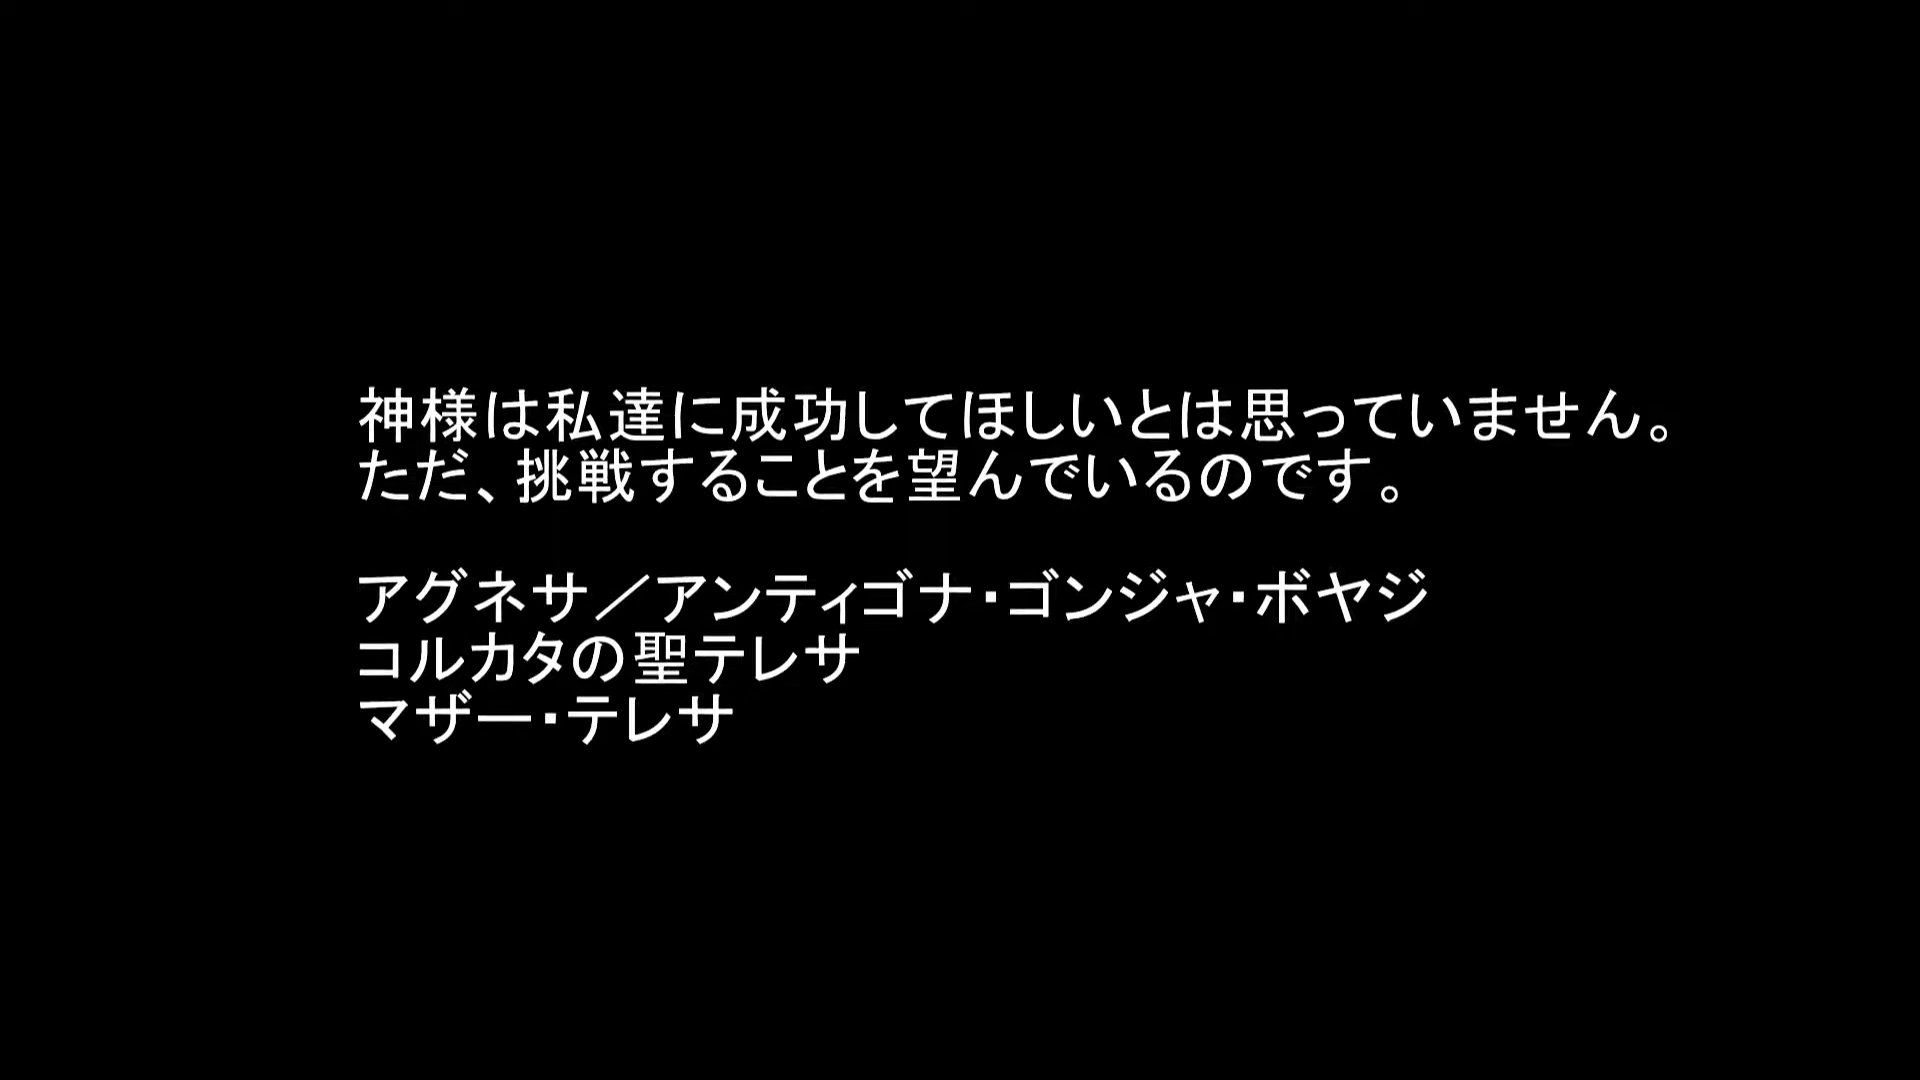 神様は私達に成功してほしいとは思っていません。
ただ、挑戦することを望んでいるのです。
アグネサ／アンティゴナ・ゴンジャ・ボヤジ
コルカタの聖テレサ
マザー・テレサ